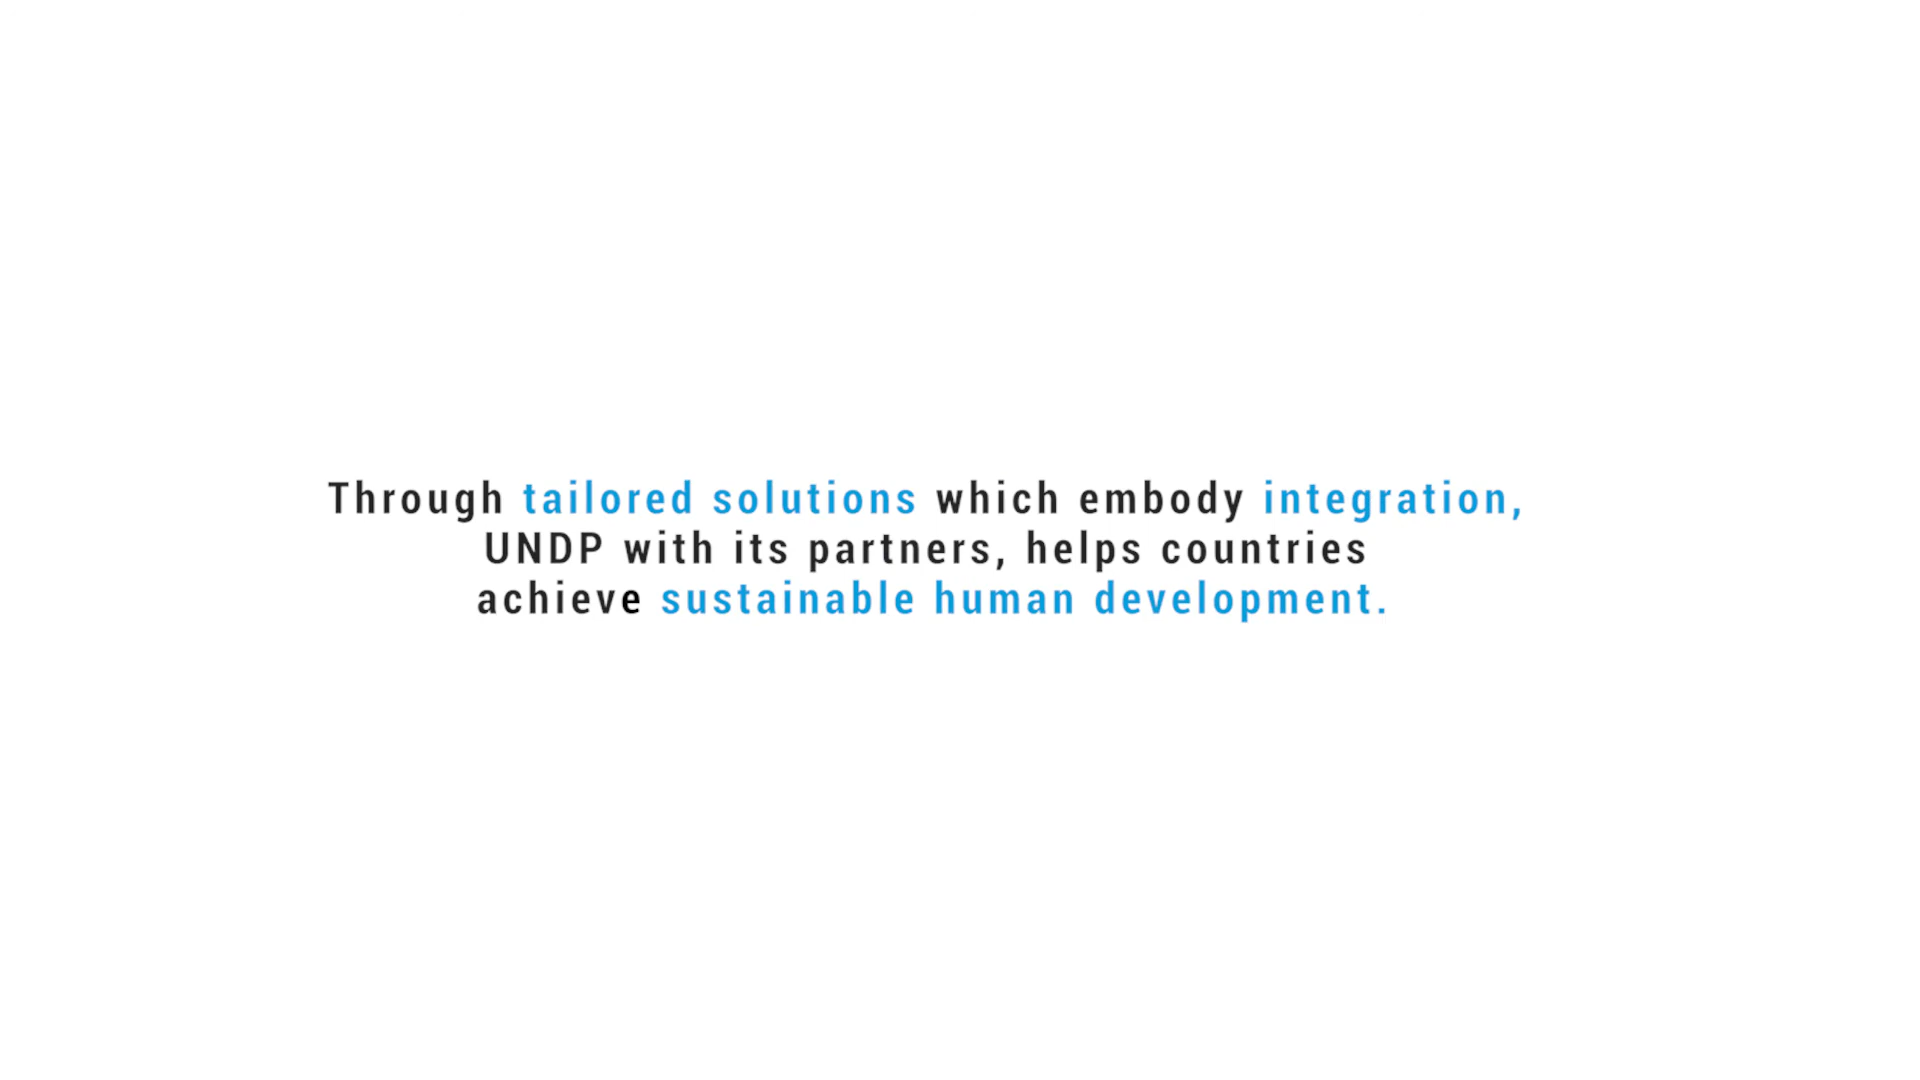 Through tailored solutions which embody integration,
UNDP with its partners, helps countries
achieve sustainable human development.